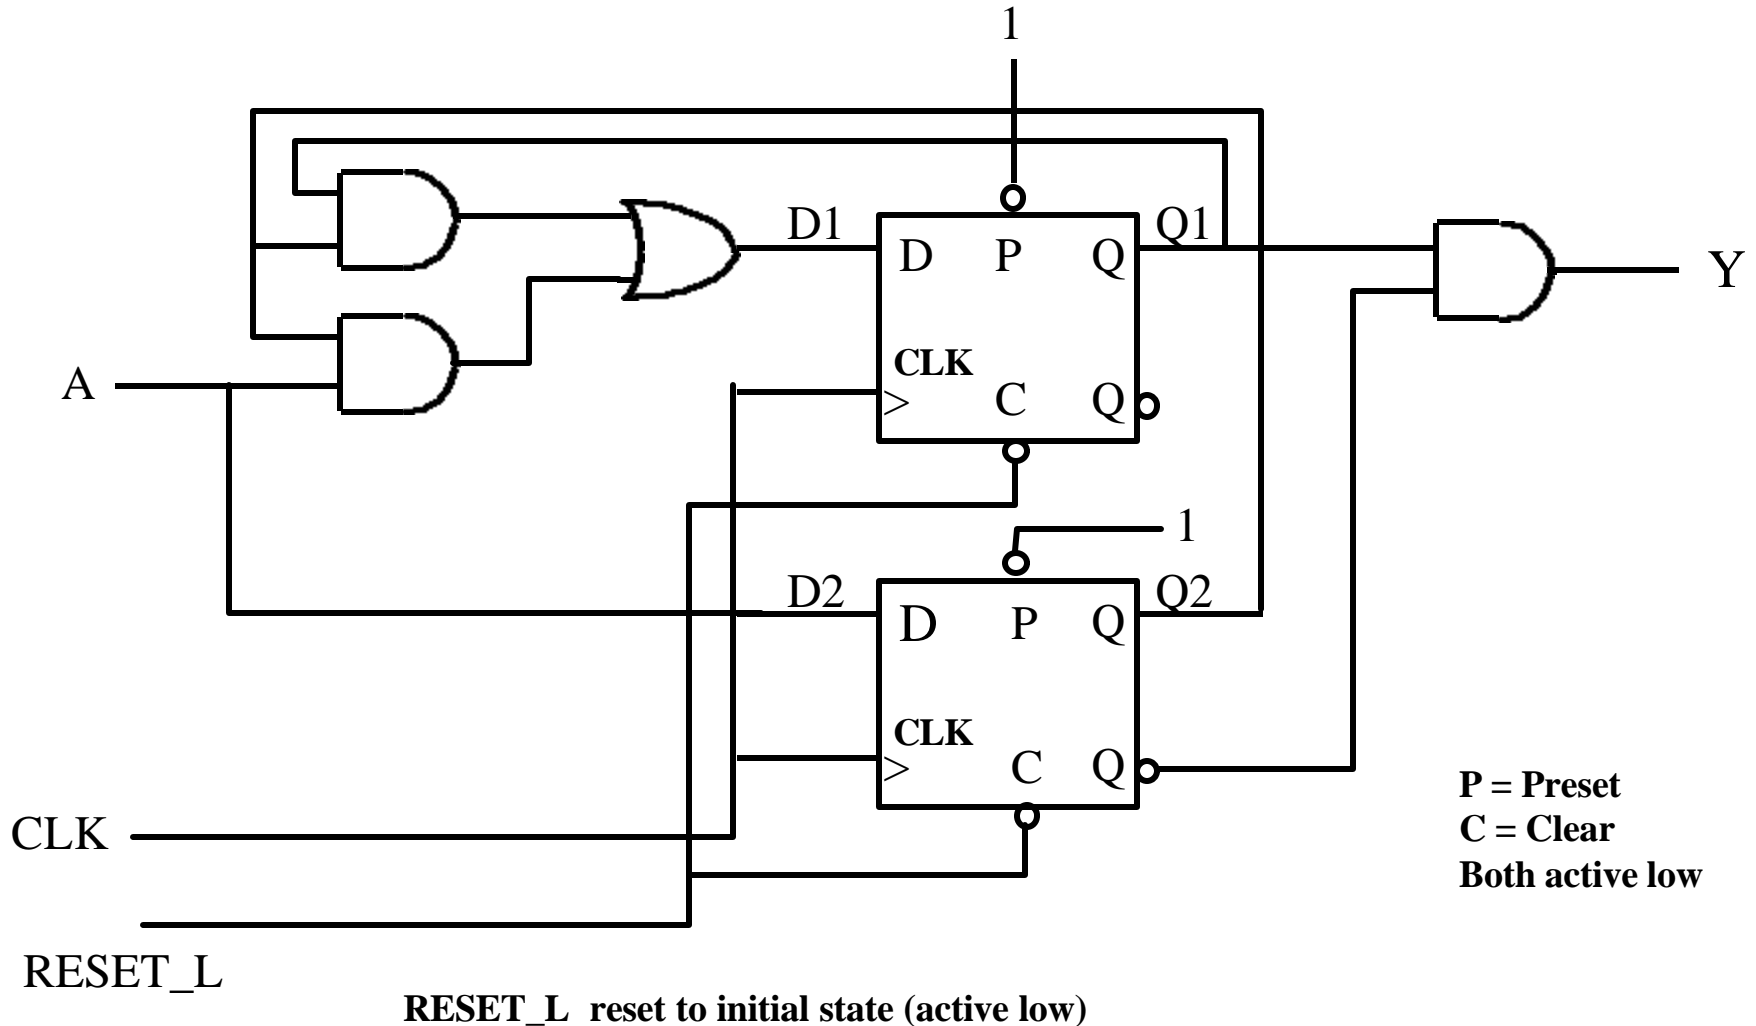 1
D1
Q1
D P Q
Y
CLK
A
> C Q
1
D2
Q2
D P Q
CLK
> C Q
P = Preset
CLK
C = Clear
Both active low
RESET_L
RESET_L reset to initial state (active low)